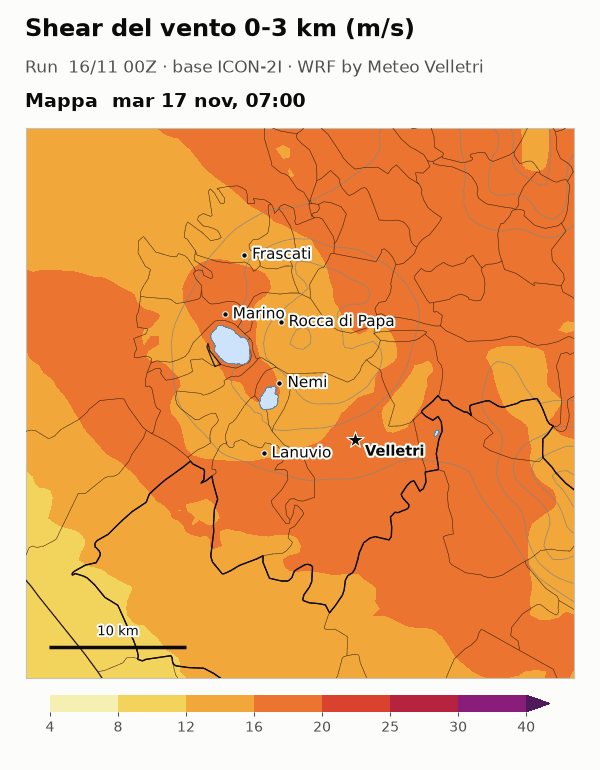 Shear del vento 0-3 km (m/s)
Run  16/11 00Z · base ICON-2I · WRF by Meteo Velletri
Mappa  mar 17 nov, 07:00
Frascati
Marino
Rocca di Papa
Nemi
Velletri
Lanuvio
10 km
4 8 12 16 20 25 30 40